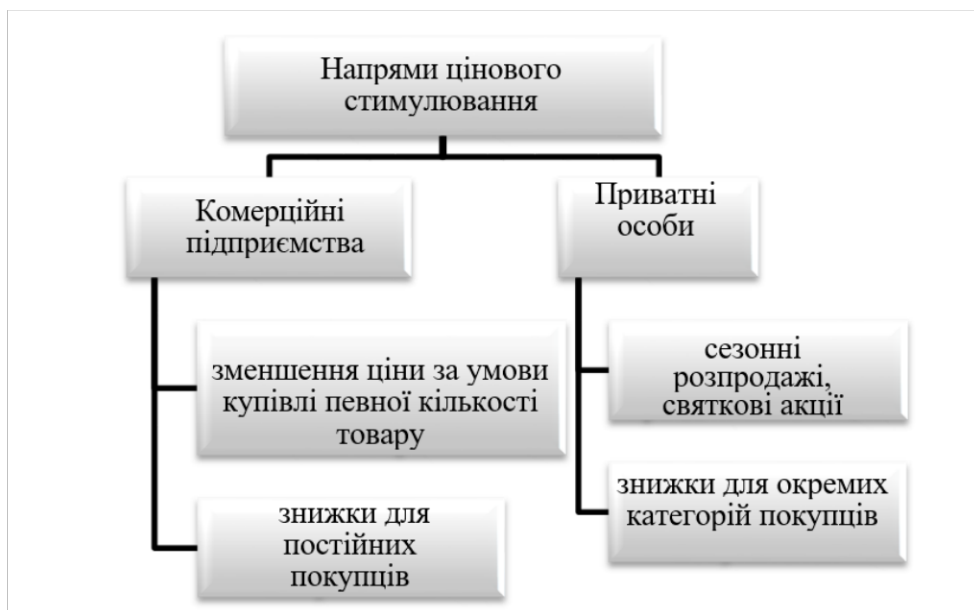 Напрями цінового
стимулювання
Комерційні
підприємства
зменшення ціни за умови
купівлі певної кількості
товару
знижки для
постійних
покупців
Приватні
особи
сезонні
розпродажі,
святкові акції
знижки для окремих
категорій покупців